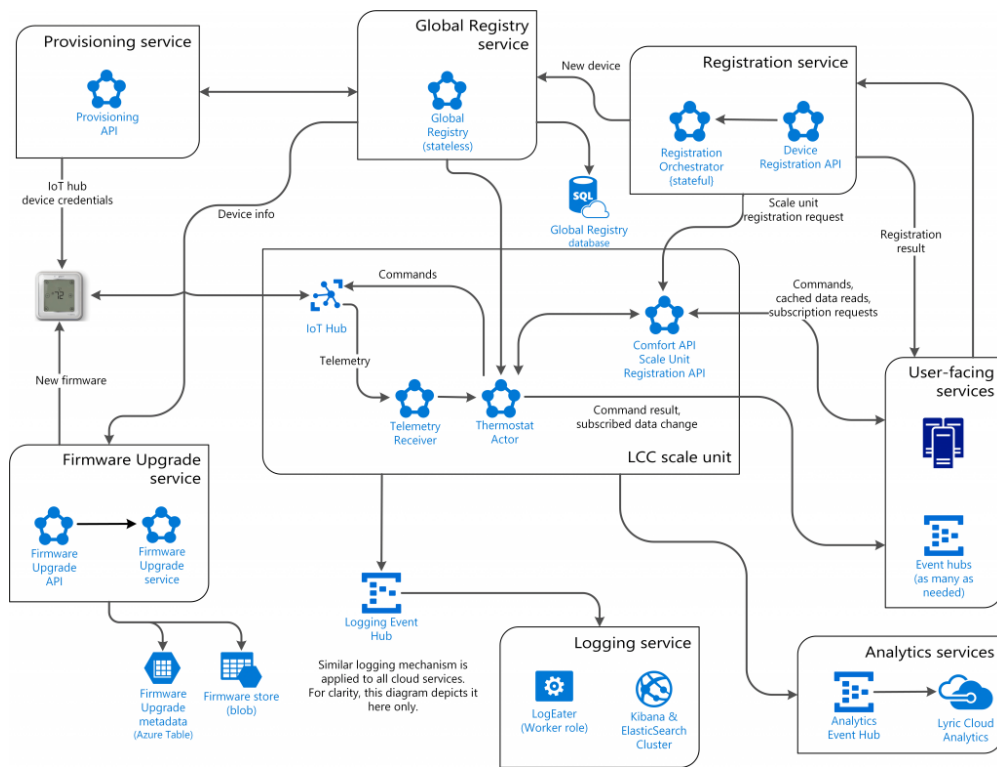 Provisioning service
Provisioning
API
Global Registry
service
Global
Registry
(stateless)
New device
Registration service
Registration
Orchestrator
(stateful)
Device
Registration API
IoT hub
device credentials
Device info
SQL
Global Registry
database
Scale unit
registration request
Registration
result
72
Commands
IoT Hub
Telemetry
Telemetry
Receiver
Thermostat
Actor
Comfort API
Scale Unit
Registration API
Commands,
cached data reads,
subscription requests
Command result,
subscribed data change
LCC scale unit
User-facing
services
Event hubs
(as many as
needed)
New firmware
Firmware Upgrade
service
Firmware
Upgrade
API
Firmware
Upgrade
service
Firmware
Upgrade
metadata
(Azure Table)
Firmware store
(blob)
Logging Event
Hub
Similar logging mechanism is
applied to all cloud services.
For clarity, this diagram depicts it
here only.
Logging service
LogEater
(Worker role)
Kibana &
ElasticSearch
Cluster
Analytics services
Analytics
Event Hub
Lyric Cloud
Analytics